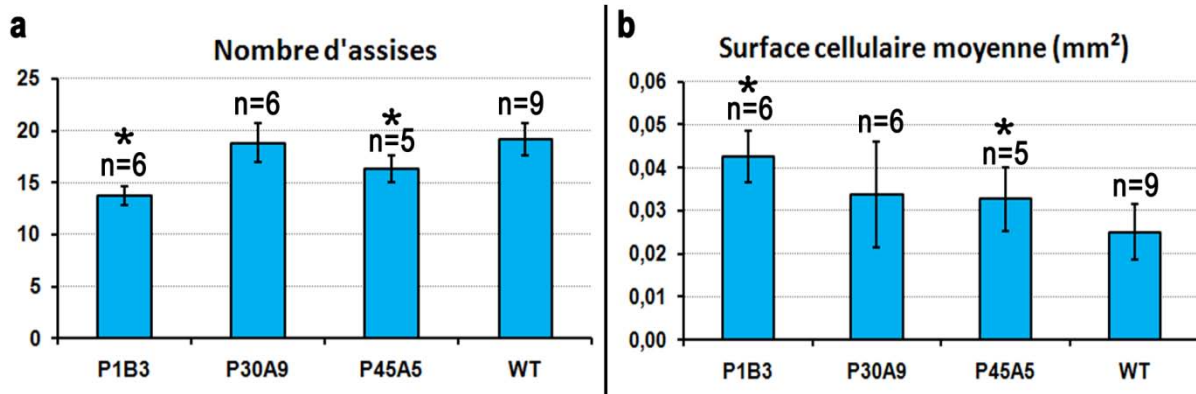 a
Nombre d'assises
25
20
15
10
5
0
*
n=6
n=6
*
n=5
n=9
P1B3 P30A9 P45A5 WT
b
Surface cellulaire moyenne (mm²)
0,06
0,05
0,04
0,03
0,02
0,01
0,00
*
n=6
n=6
*
n=5
n=9
P1B3 P30A9 P45A5 WT